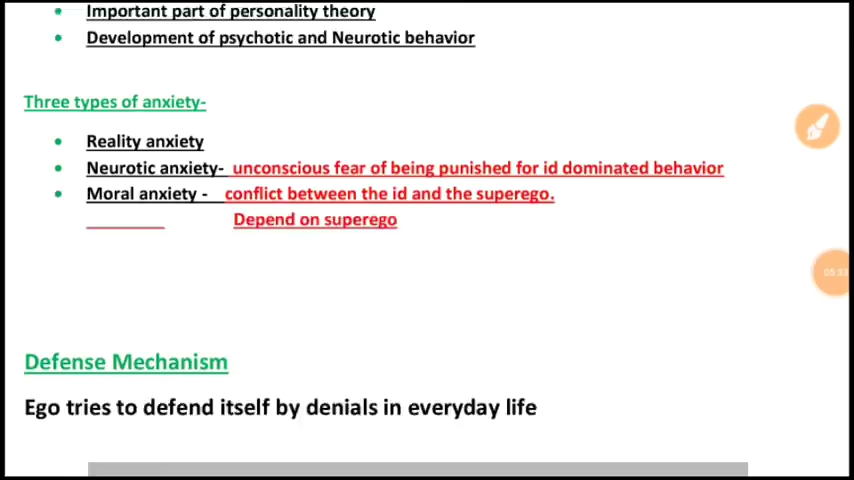 Important part of personality theory
Development of psychotic and Neurotic behavior
Three types of anxiety-
Reality anxiety
Neurotic anxiety- unconscious fear of being punished for id dominated behavior
Moral anxiety - conflict between the id and the superego.
Depend on superego
Defense Mechanism
Ego tries to defend itself by denials in everyday life